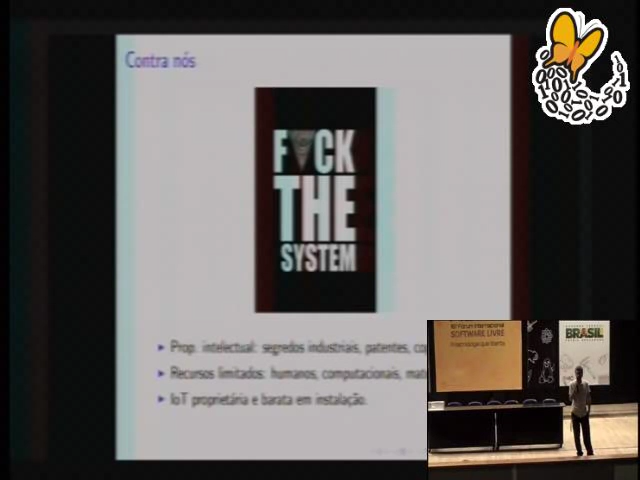 Contra nós
F CK
THE
SYSTEM
▸ Prop. intelectual: segredos industriais, patentes,
▸ Recursos limitados: humanos, computacionais,
▸ IoT proprietária e barata em instalação.
SOFTWARE LIVRE
BRASIL